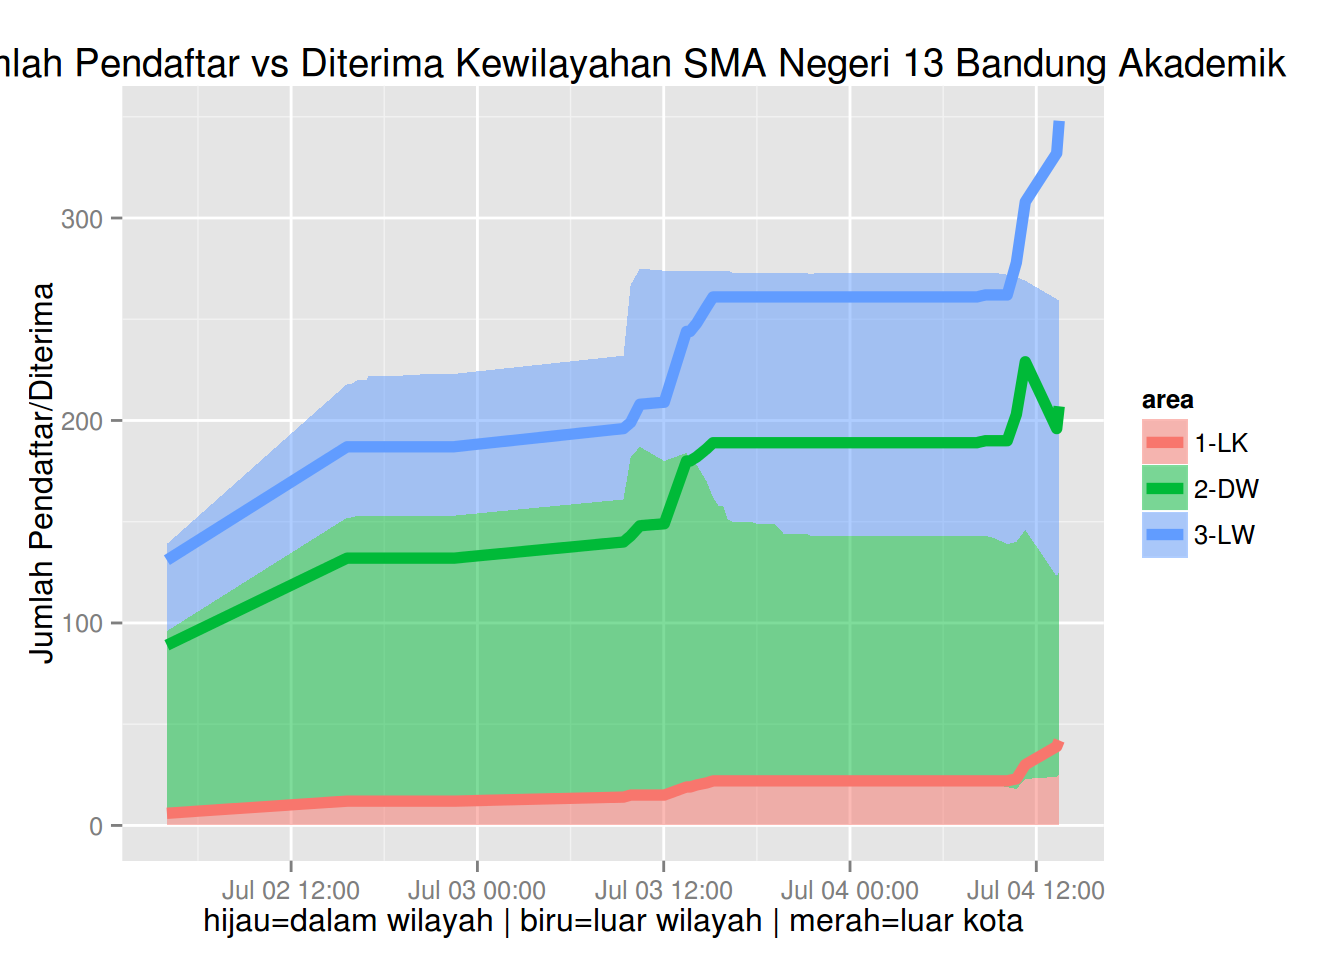 Pendaftar vs Diterima Kewilayahan SMA Negeri 13 Bandung Akademik
Jumlah Pendaftar/Diterima
300
200
100
0
Jul 02 12:00
Jul 03 00:00
Jul 03 12:00
Jul 04 00:00
Jul 04 12:00
hijau=dalam wilayah | biru=luar wilayah | merah=luar kota
area
1-LK
2-DW
3-LW